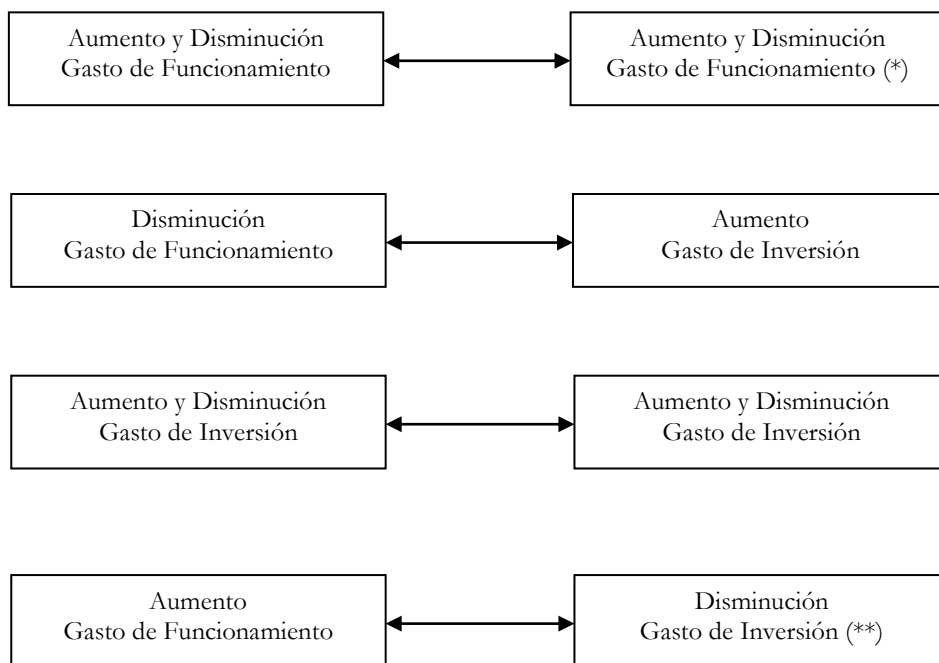 Aumento y Disminución
Gasto de Funcionamiento
Aumento y Disminución
Gasto de Funcionamiento (*)
Disminución
Gasto de Funcionamiento
Aumento
Gasto de Inversión
Aumento y Disminución
Gasto de Inversión
Aumento y Disminución
Gasto de Inversión
Aumento
Gasto de Funcionamiento
Disminución
Gasto de Inversión (**)